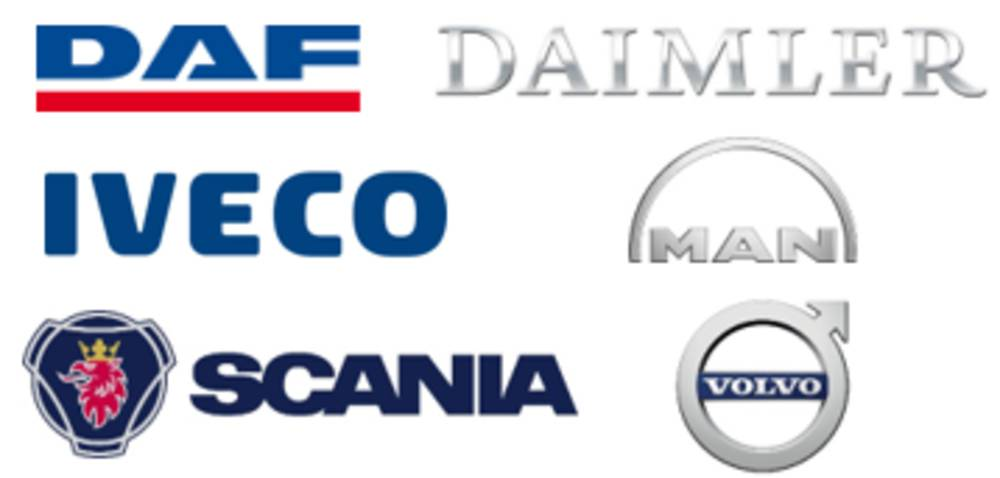 DAF
DAIMLER
IVECO
MAN
SCANIA
VOLVO